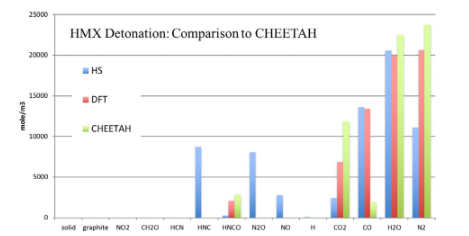 HMX Detonation: Comparison to CHEETAH
25000
20000
15000
10000
5000
0
mole/m3
HS
DFT
CHEETAH
solid graphite NO2 CH2O HCN HNC HNCO N2O NO H CO2 CO H2O N2